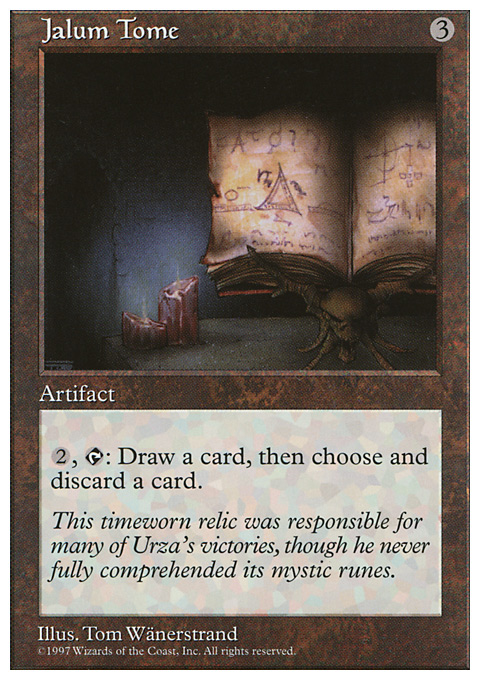 Jalum Tome 3
Artifact
2, : Draw a card, then choose and
discard a card.
This timeworn relic was responsible for
many of Urza's victories, though he never
fully comprehended its mystic runes.
Illus. Tom Wänerstrand
©1997 Wizards of the Coast, Inc. All rights reserved.